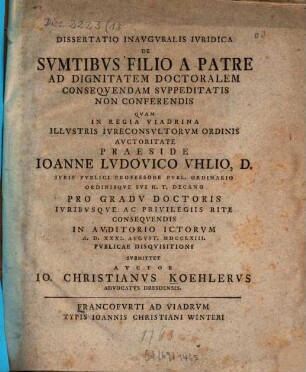 Diss. 2223 (13
DISSERTATIO INAVGVRALIS IVRIDICA
DE
SVMTIBVS FILIO A PATRE
AD DIGNITATEM DOCTORALEM
CONSEQVENDAM SVPPEDITATIS
NON CONFERENDIS
QVAM
IN REGIA VIADRINA
ILLVSTRIS IVRECONSVLTORVM ORDINIS
AVCTORITATE
PRAESIDE
IOANNE LVDOVICO VHLIO, D.
IVRIS PVBLICI PROFESSORE PVBL. ORDINARIO
ORDINISQVE SVI H. T. DECANO
PRO GRADV DOCTORIS
IVRIBVSQVE AC PRIVILEGIIS RITE
CONSEQVENDIS
IN AVDITORIO ICTORVM
A. D. XXXI. AVGVST. MDCCLXIII.
PVBLICAE DISQVISITIONI
SVBMITTET
AVCTOR
IO. CHRISTIANVS KOEHLERVS
ADVOCATVS DRESDENSIS.
FRANCOFVRTI AD VIADRVM
TYPIS IOANNIS CHRISTIANI WINTERI